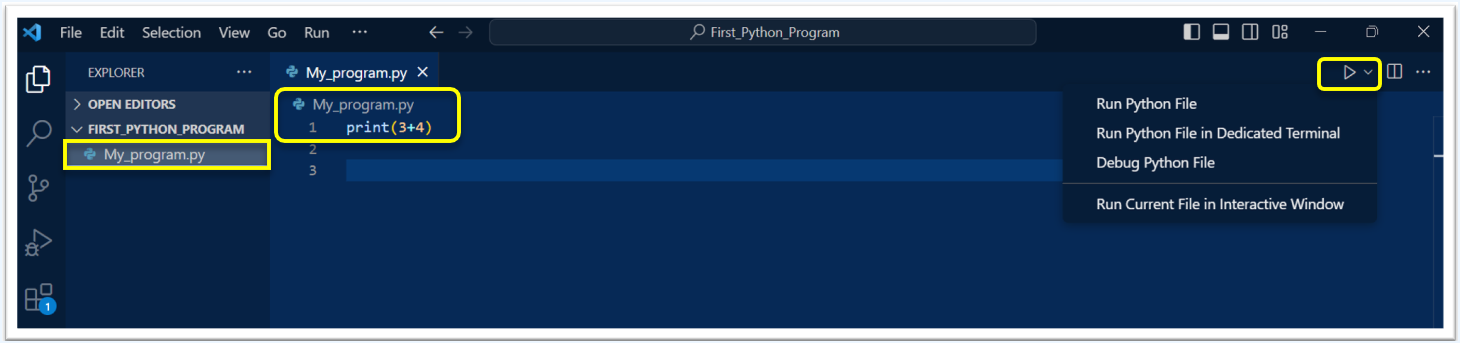 File Edit Selection View Go Run ··· ← → First_Python_Program
EXPLORER ···
My_program.py
OPEN EDITORS
FIRST_PYTHON_PROGRAM
My_program.py
My_program.py
1 print(3+4)
2
3
Run Python File
Run Python File in Dedicated Terminal
Debug Python File
Run Current File in Interactive Window
1